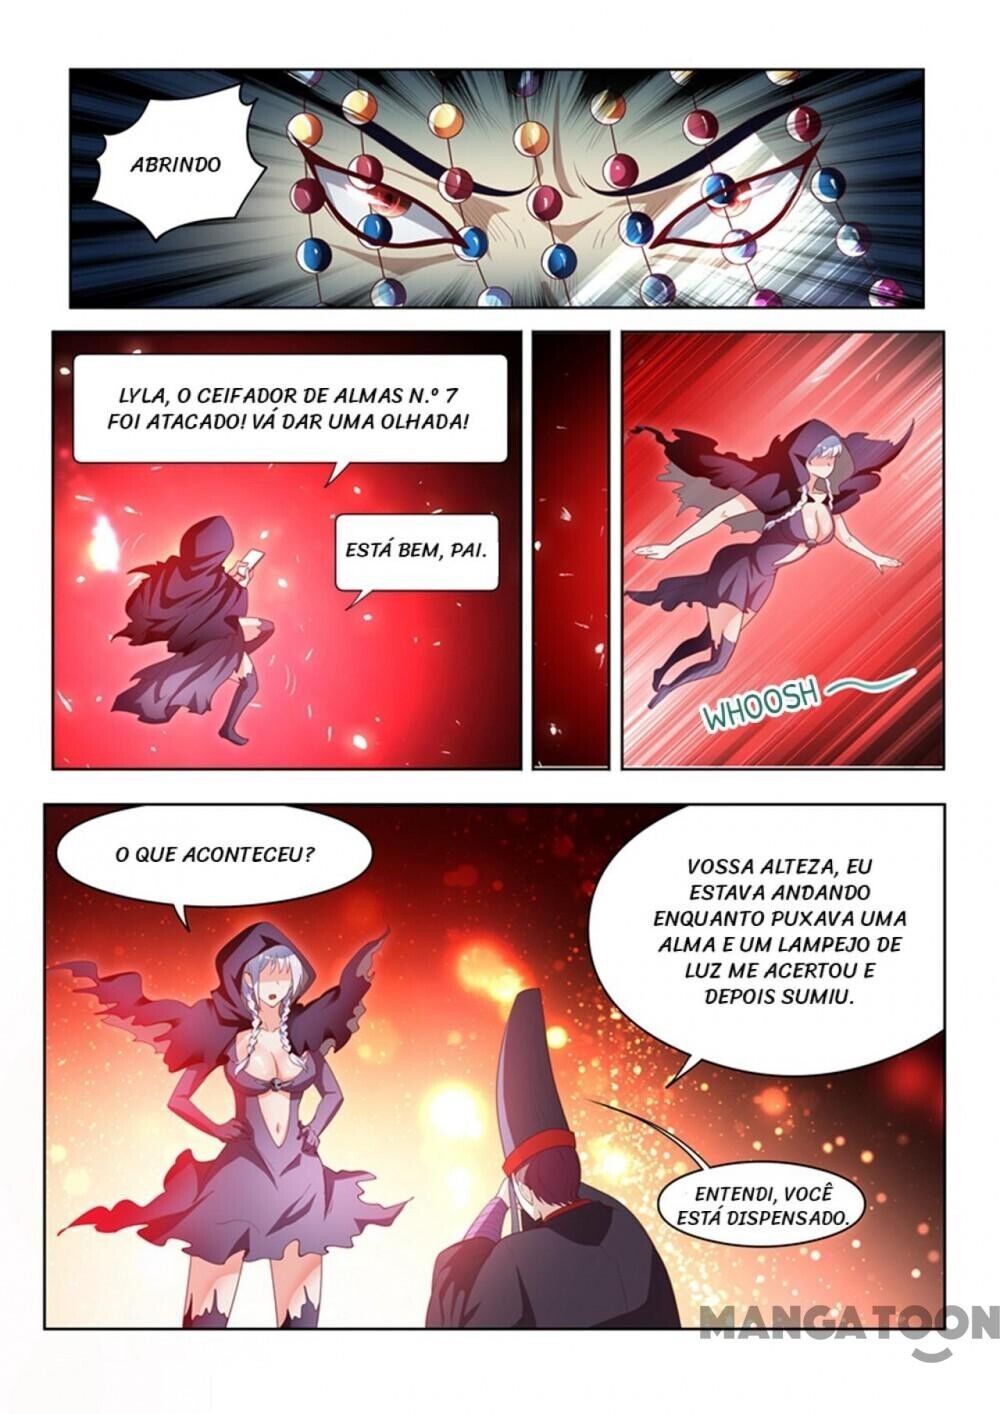 ABRINDO
LYLA, O CEIFADOR DE ALMAS N.º 7
FOI ATACADO! VÁ DAR UMA OLHADA!
ESTÁ BEM, PAI.
WHOOSH
O QUE ACONTECEU?
VOSSA ALTEZA, EU
ESTAVA ANDANDO
ENQUANTO PUXAVA UMA
ALMA E UM LAMPEJO DE
LUZ ME ACERTOU E
DEPOIS SUMIU.
ENTENDI, VOCÊ
ESTÁ DISPENSADO.
MANGATOON